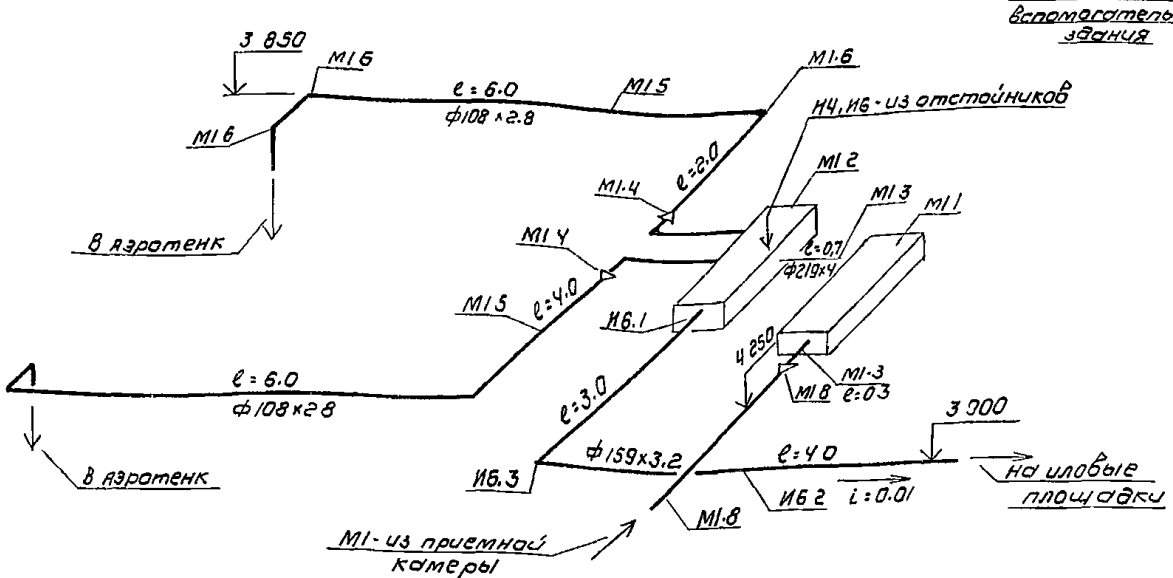 вспомогатель
здания
3 850
М1 6
l = 6.0
М1 5
М1.6
ф108 × 2.8
И4, И6 - из отстойников
М1 6
l = 2.0
М1 2
М1.4
М1 3
М1 1
В аэротенк
М1 4
l = 0,7
ф219×4
М1 5
l = 4.0
И6.1
4 250
l = 6.0
ф108×2 8
l = 3.0
М1 8
М1.3
l = 0 3
3 900
В аэротенк
ф159×3.2
l = 4 0
И6.3
И6 2
i = 0.01
на иловые
площадки
М1.8
М1 - из приемной
камеры